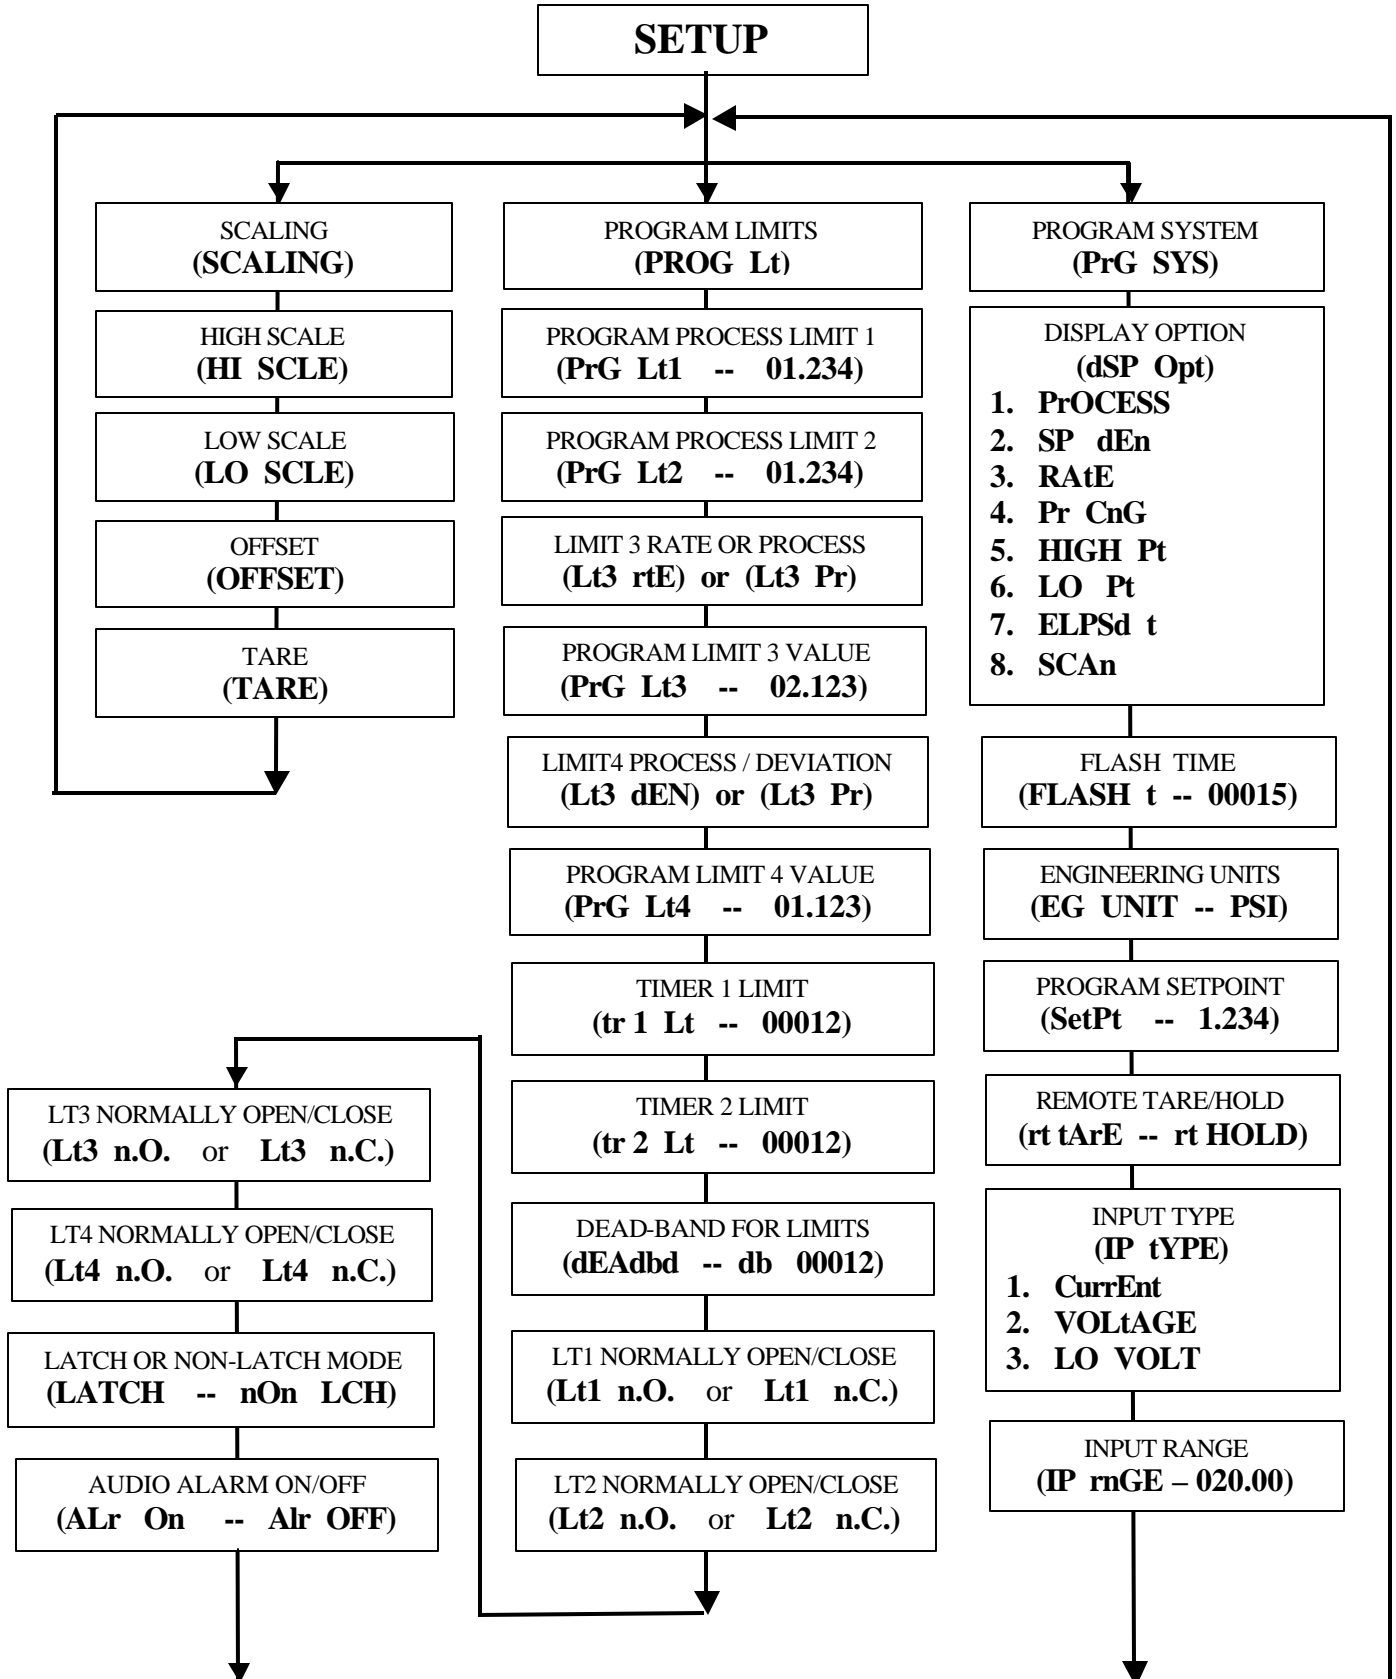 SETUP
SCALING
(SCALING)
HIGH SCALE
(HI SCLE)
LOW SCALE
(LO SCLE)
OFFSET
(OFFSET)
TARE
(TARE)
PROGRAM LIMITS
(PROG Lt)
PROGRAM PROCESS LIMIT 1
(PrG Lt1 -- 01.234)
PROGRAM PROCESS LIMIT 2
(PrG Lt2 -- 01.234)
LIMIT 3 RATE OR PROCESS
(Lt3 rtE) or (Lt3 Pr)
PROGRAM LIMIT 3 VALUE
(PrG Lt3 -- 02.123)
LIMIT4 PROCESS / DEVIATION
(Lt3 dEN) or (Lt3 Pr)
PROGRAM LIMIT 4 VALUE
(PrG Lt4 -- 01.123)
TIMER 1 LIMIT
(tr 1 Lt -- 00012)
TIMER 2 LIMIT
(tr 2 Lt -- 00012)
DEAD-BAND FOR LIMITS
(dEAdbd -- db 00012)
LT1 NORMALLY OPEN/CLOSE
(Lt1 n.O. or Lt1 n.C.)
LT2 NORMALLY OPEN/CLOSE
(Lt2 n.O. or Lt2 n.C.)
LT3 NORMALLY OPEN/CLOSE
(Lt3 n.O. or Lt3 n.C.)
LT4 NORMALLY OPEN/CLOSE
(Lt4 n.O. or Lt4 n.C.)
LATCH OR NON-LATCH MODE
(LATCH -- nOn LCH)
AUDIO ALARM ON/OFF
(ALr On -- Alr OFF)
PROGRAM SYSTEM
(PrG SYS)
DISPLAY OPTION
(dSP Opt)
1. PrOCESS
2. SP dEn
3. RAtE
4. Pr CnG
5. HIGH Pt
6. LO Pt
7. ELPSd t
8. SCAn
FLASH TIME
(FLASH t -- 00015)
ENGINEERING UNITS
(EG UNIT -- PSI)
PROGRAM SETPOINT
(SetPt -- 1.234)
REMOTE TARE/HOLD
(rt tArE -- rt HOLD)
INPUT TYPE
(IP tYPE)
1. CurrEnt
2. VOLtAGE
3. LO VOLT
INPUT RANGE
(IP rnGE – 020.00)